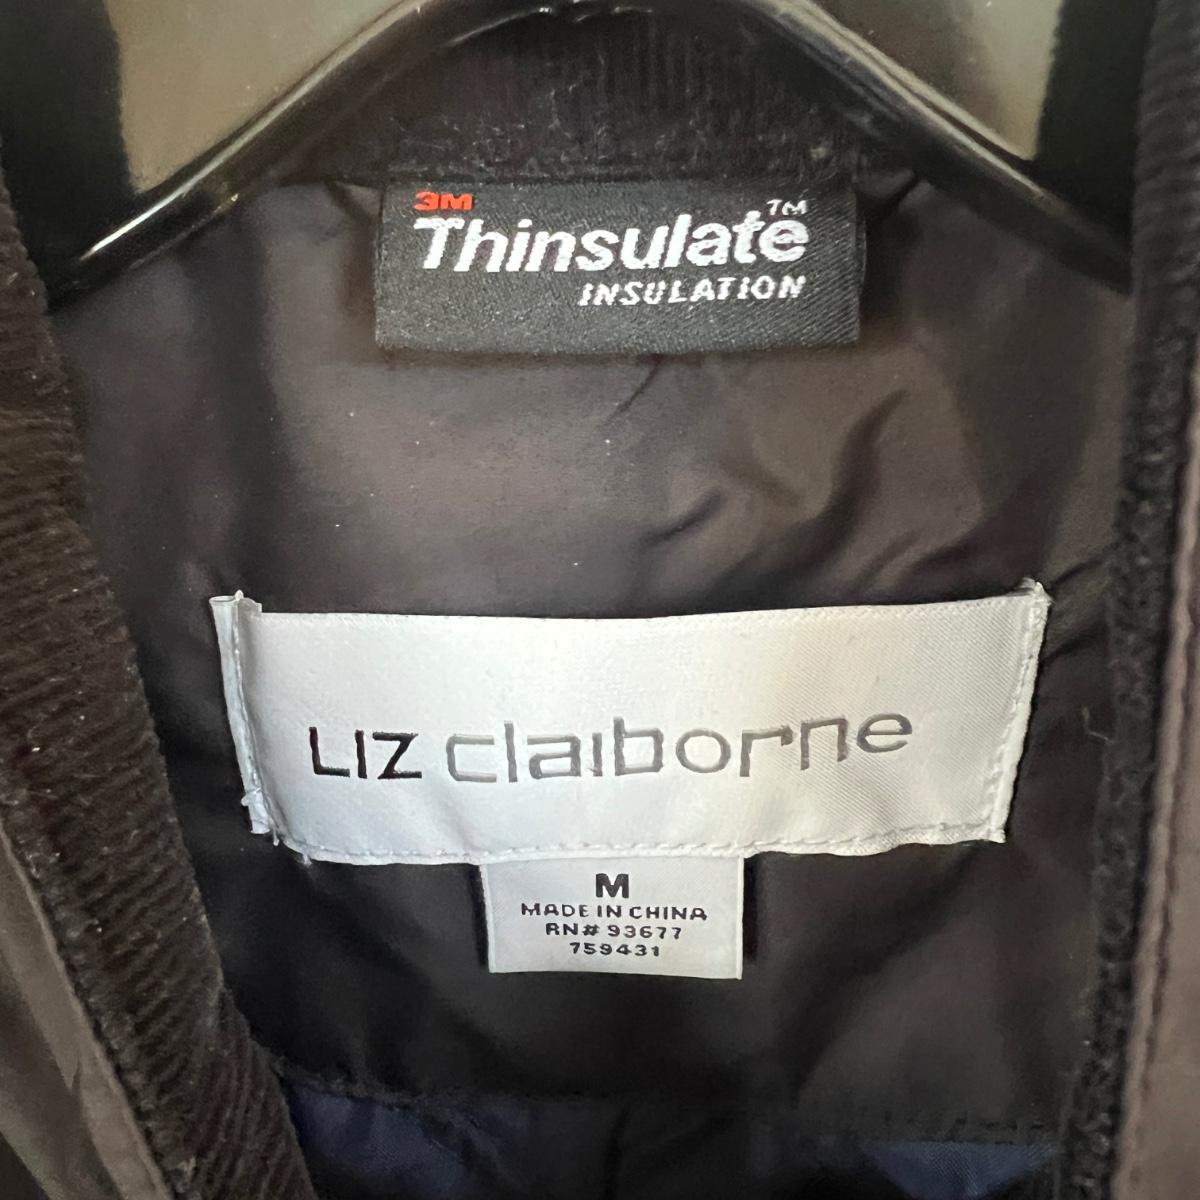 3M
Thinsulate™
INSULATION
LIZ claiborne
M
MADE IN CHINA
RN# 93677
759431